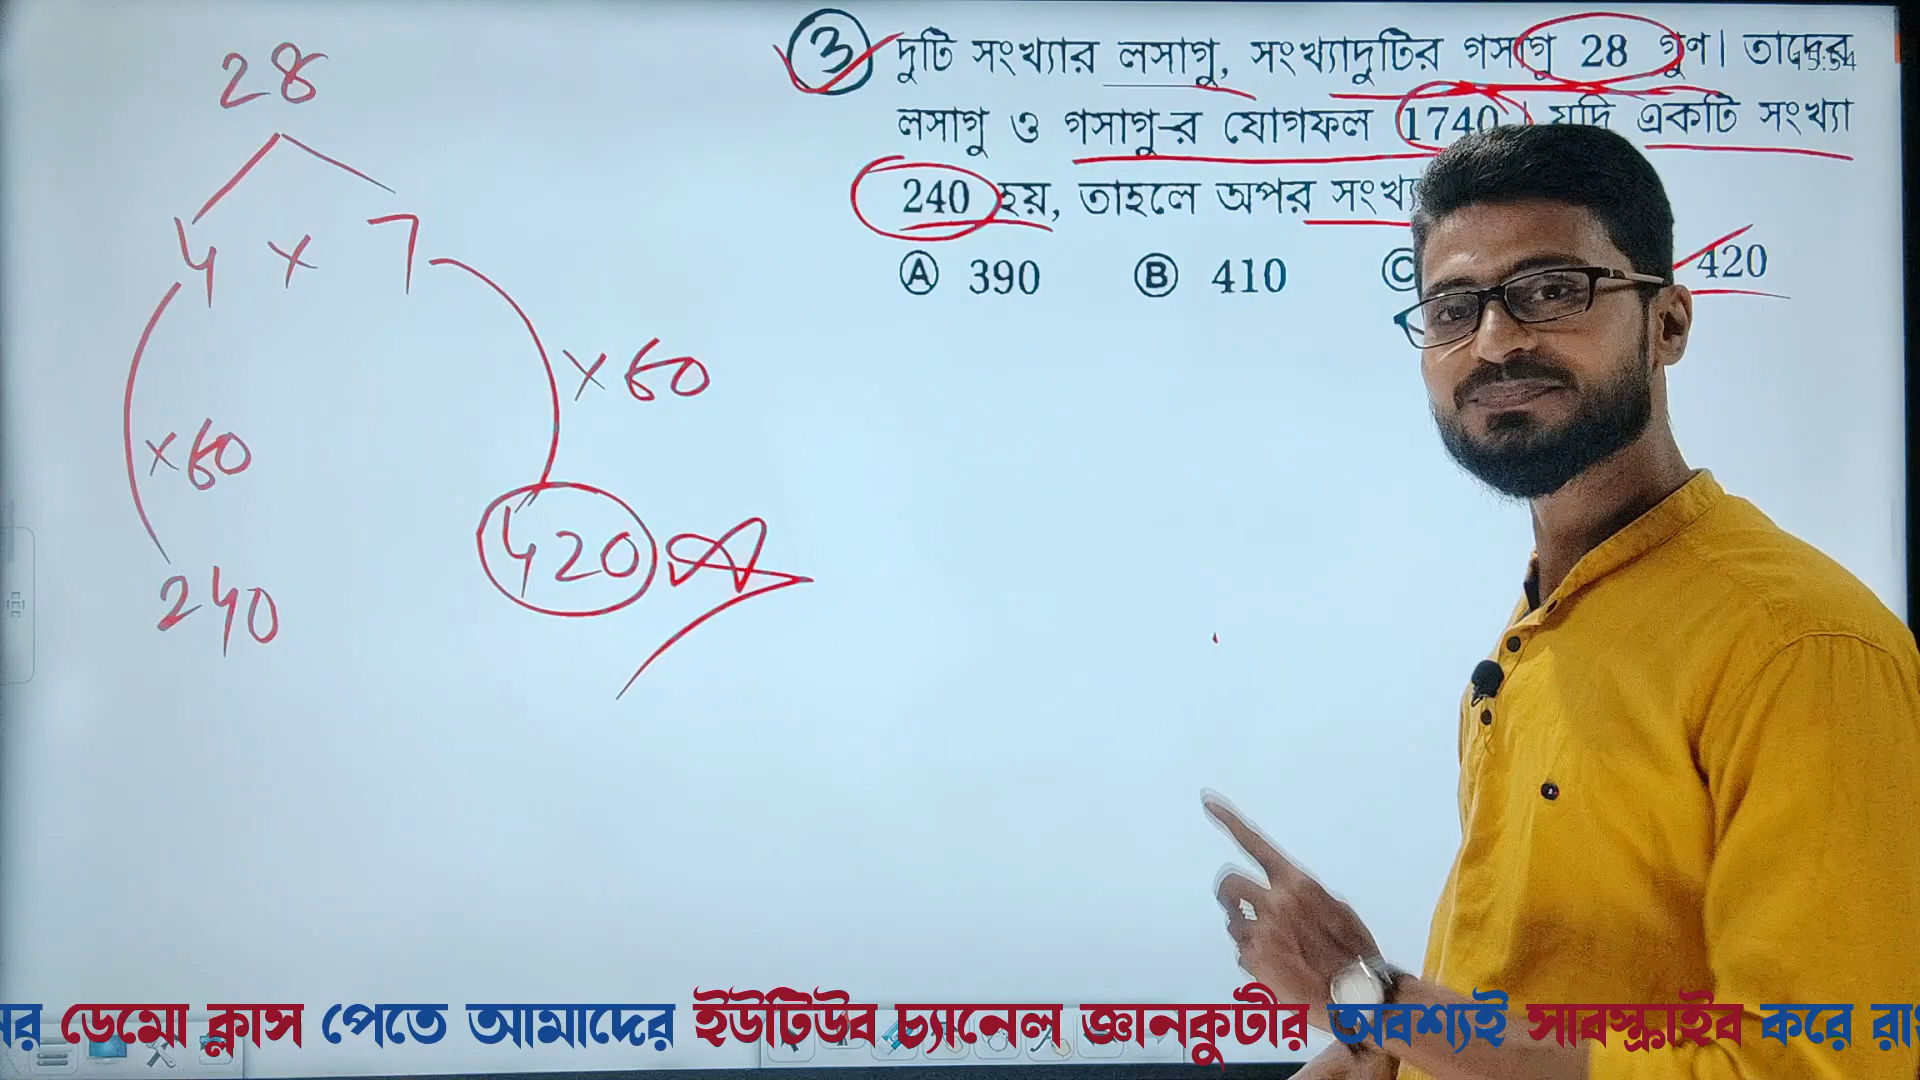 ③ দুটি সংখ্যার লসাগু, সংখ্যাদুটির গসাগু 28 গুণ। তাদের
লসাগু ও গসাগু-র যোগফল 1740। যদি একটি সংখ্যা
240 হয়, তাহলে অপর
Ⓐ 390 Ⓑ 410 Ⓒ 420
28
4 × 7
×60
×60
420
240
ডেমো ক্লাস পেতে আমাদের ইউটিউব চ্যানেল জ্ঞানকুটীর অবশ্যই সাবস্ক্রাইব করে